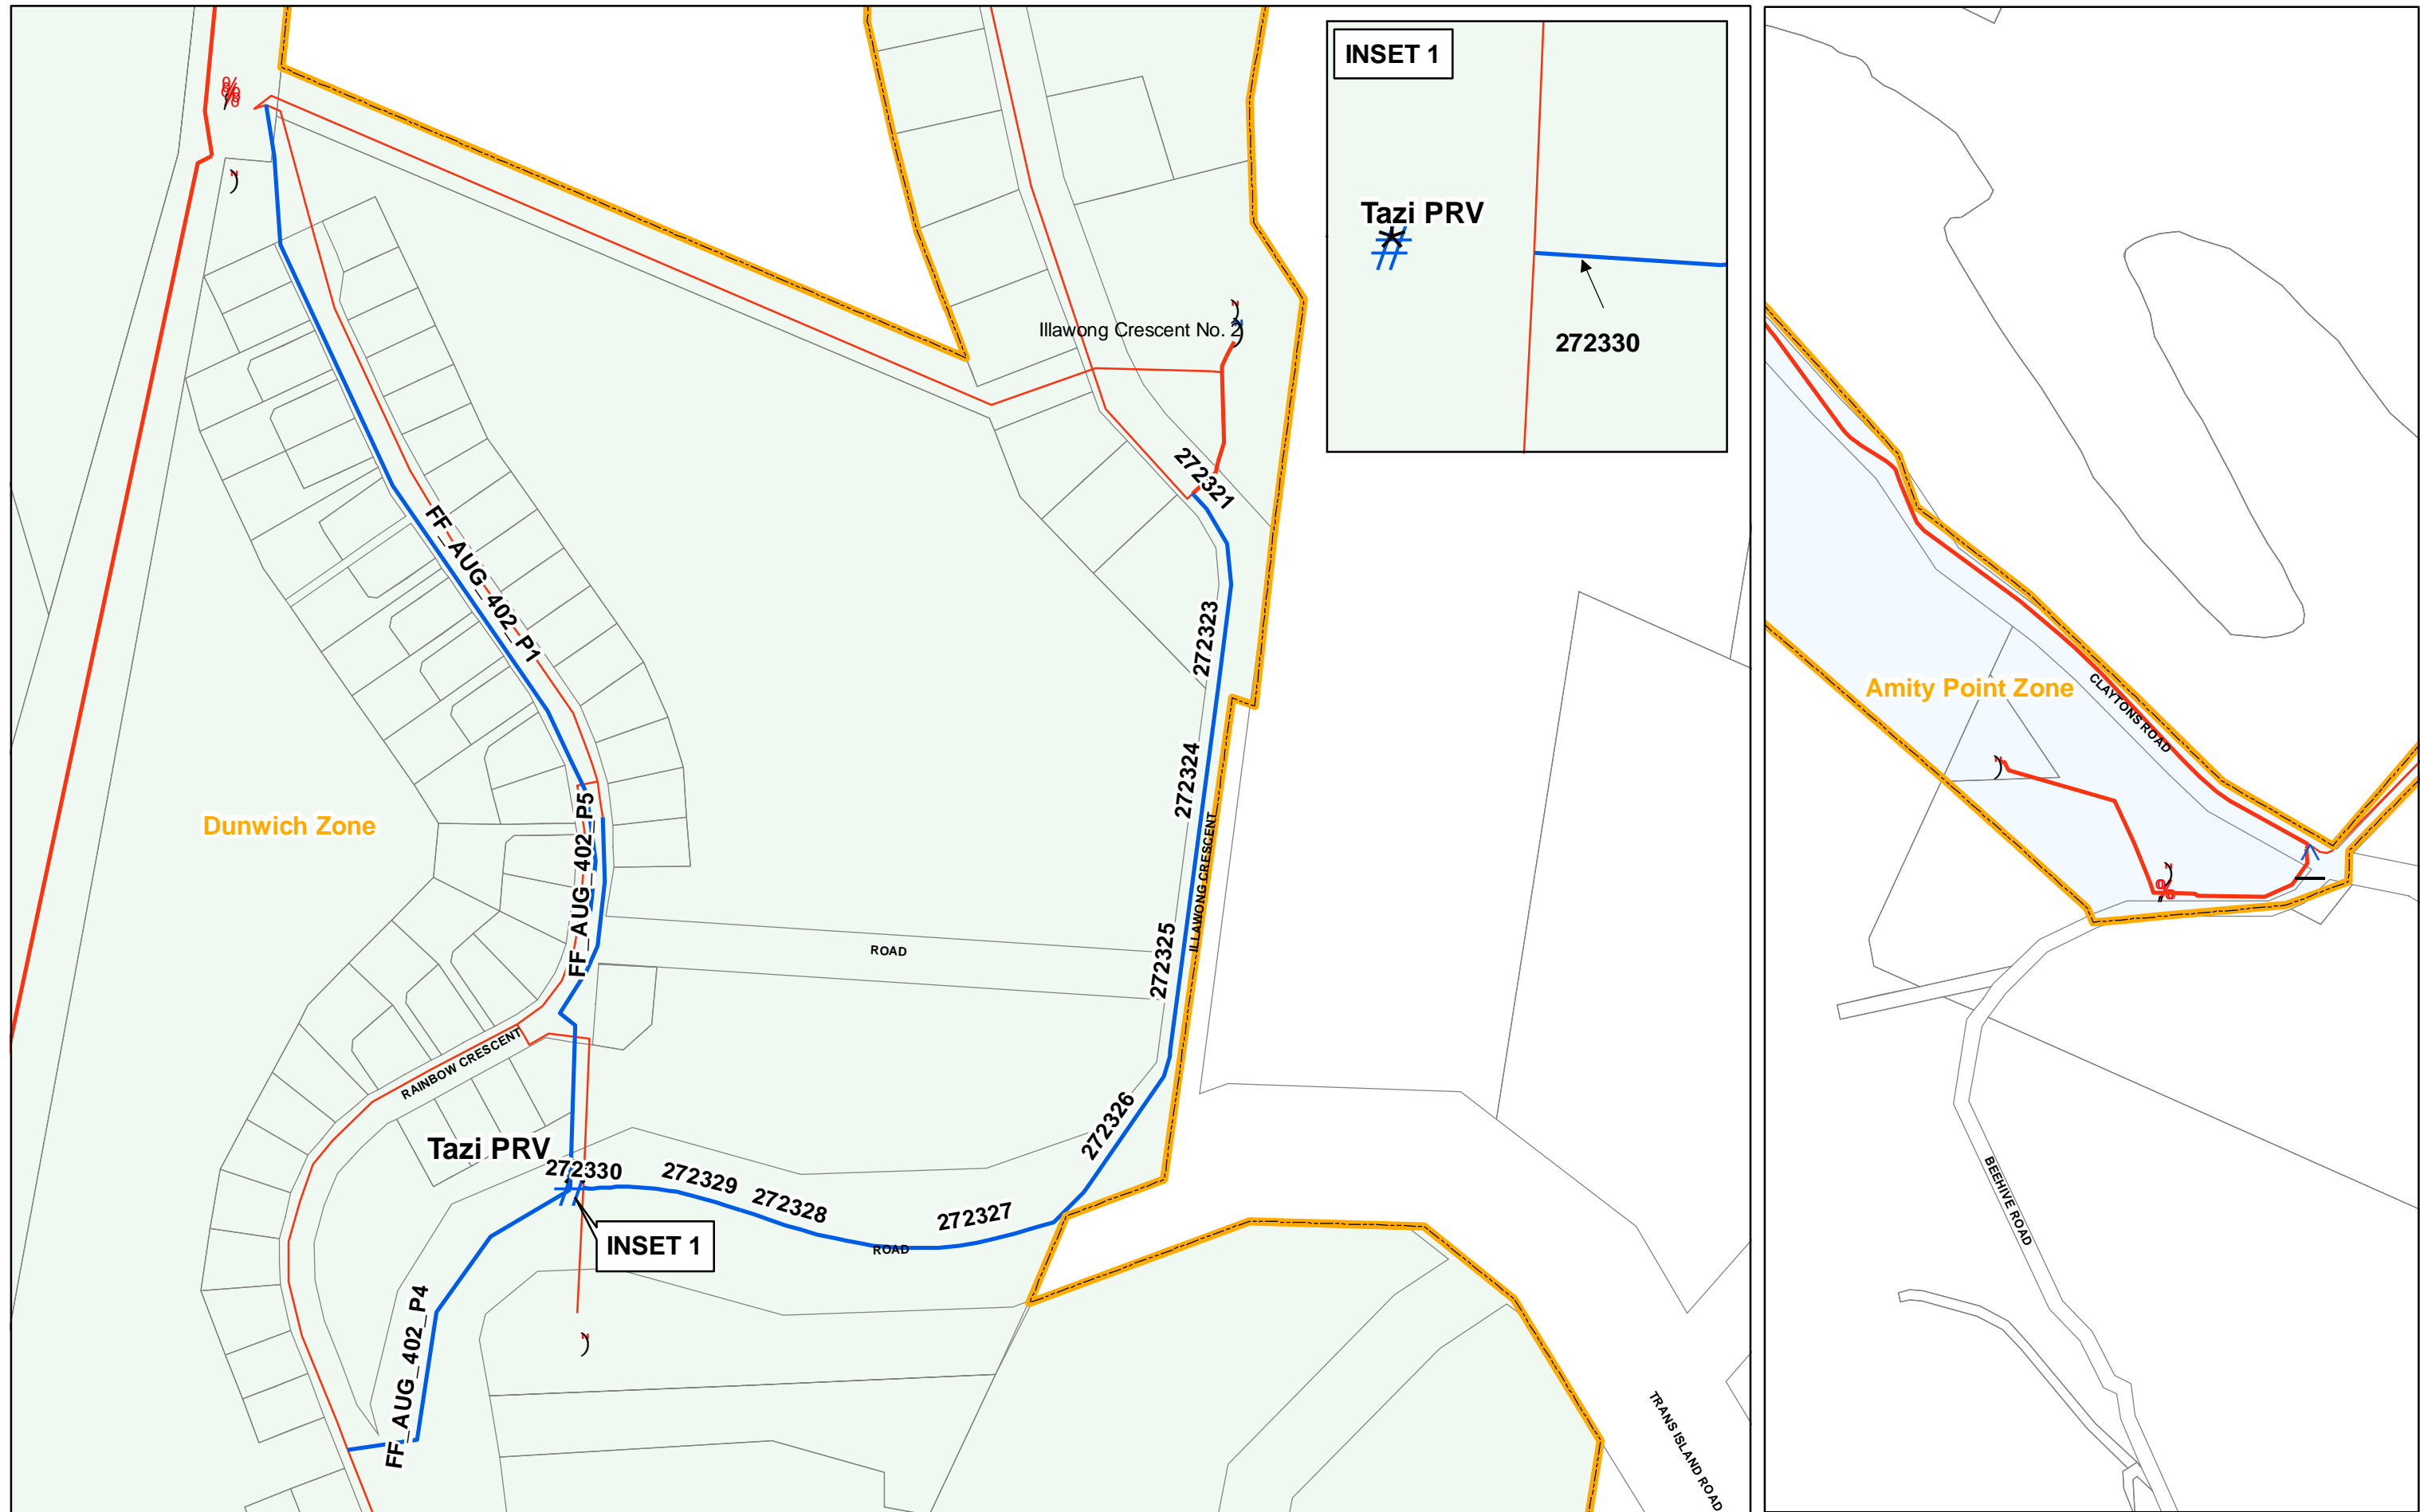 INSET 1
Tazi PRV
272330
Illawong Crescent No. 2
272321
FF_AUG_402_P1
272323
Amity Point Zone
CLAYTONS ROAD
272324
Dunwich Zone
FF_AUG_402_P5
ILLAWONG CRESCENT
272325
ROAD
RAINBOW CRESCENT
272326
Tazi PRV
272330
272329
272328
272327
INSET 1
ROAD
BEEHIVE ROAD
FF_AUG_402_P4
TRANS ISLAND ROAD